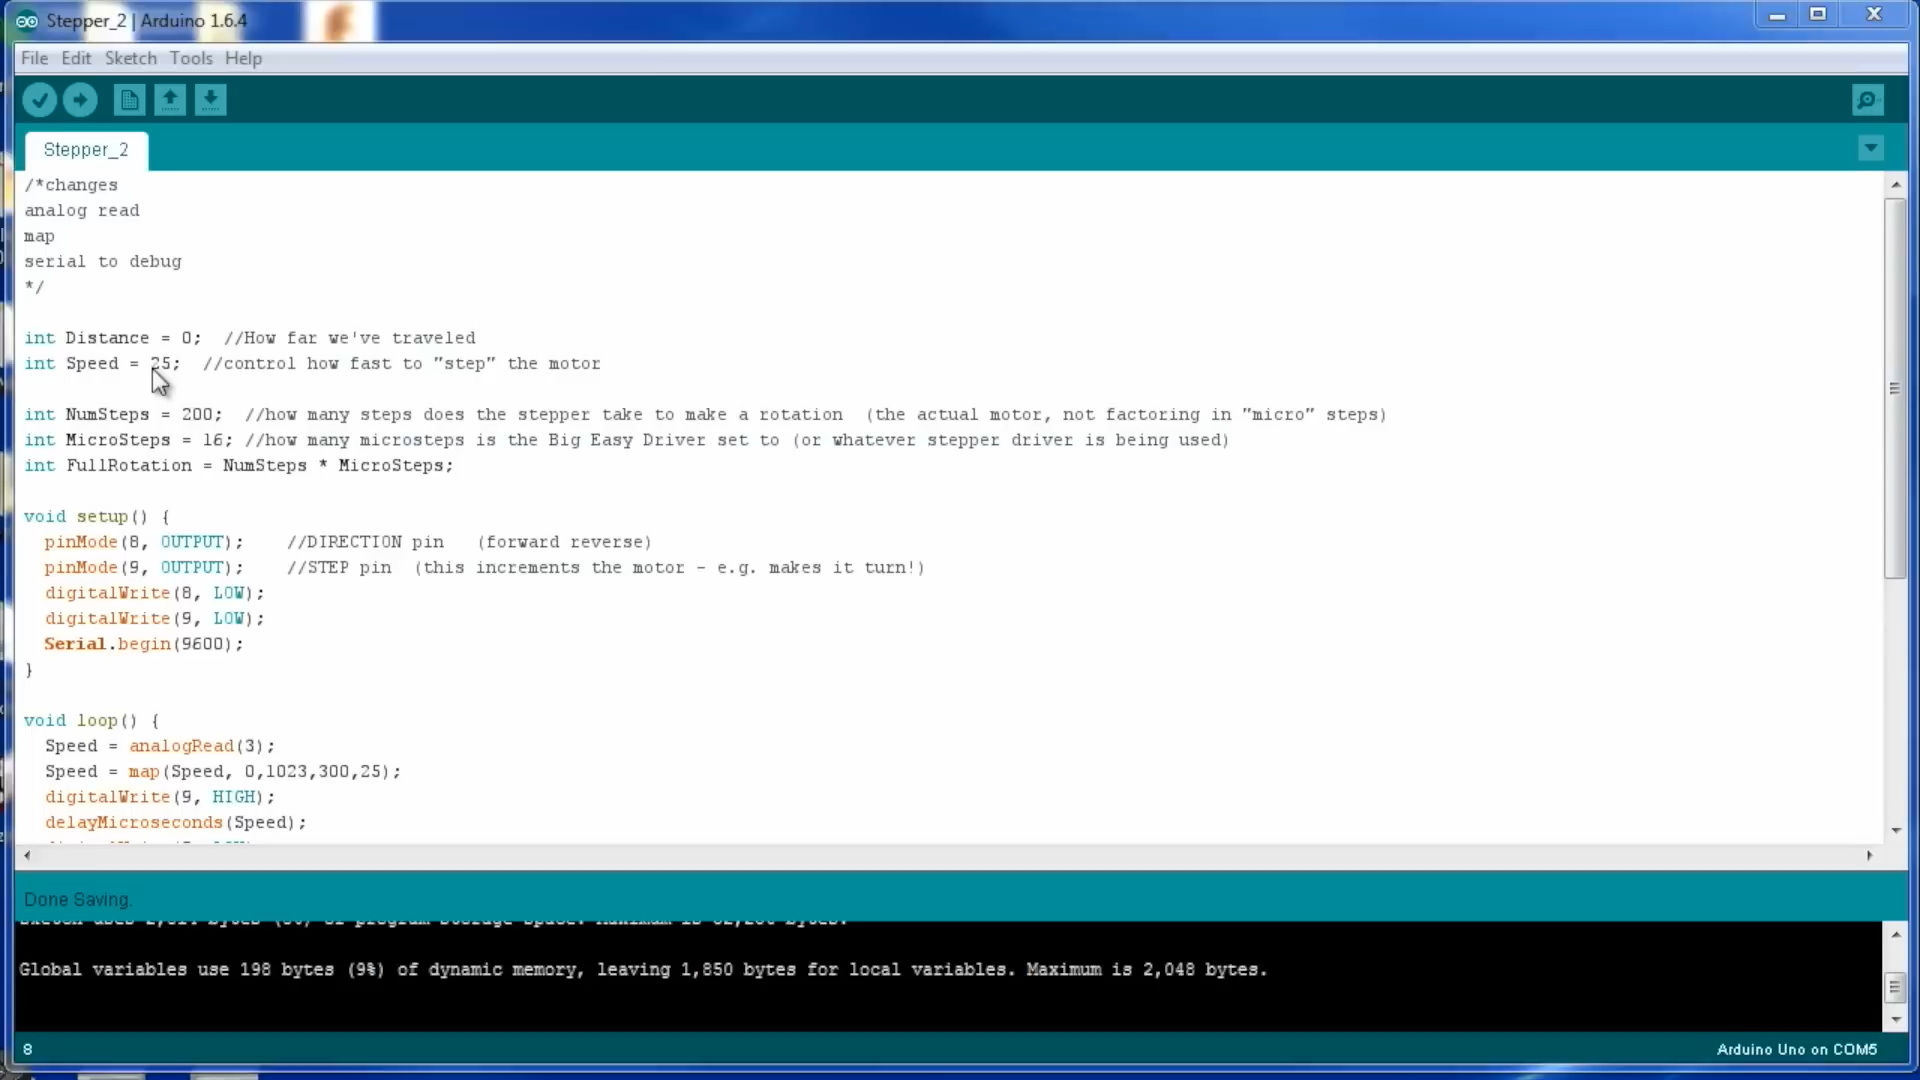 Stepper_2 | Arduino 1.6.4
File Edit Sketch Tools Help
Stepper_2
/*changes
analog read
map
serial to debug
*/
int Distance = 0;  //How far we've traveled
int Speed = 25;  //control how fast to "step" the motor
int NumSteps = 200;  //how many steps does the stepper take to make a rotation  (the actual motor, not factoring in "micro" steps)
int MicroSteps = 16; //how many microsteps is the Big Easy Driver set to (or whatever stepper driver is being used)
int FullRotation = NumSteps * MicroSteps;
void setup() {
  pinMode(8, OUTPUT);    //DIRECTION pin   (forward reverse)
  pinMode(9, OUTPUT);    //STEP pin  (this increments the motor - e.g. makes it turn!)
  digitalWrite(8, LOW);
  digitalWrite(9, LOW);
  Serial.begin(9600);
}
void loop() {
  Speed = analogRead(3);
  Speed = map(Speed, 0,1023,300,25);
  digitalWrite(9, HIGH);
  delayMicroseconds(Speed);
Done Saving.
Global variables use 198 bytes (9%) of dynamic memory, leaving 1,850 bytes for local variables. Maximum is 2,048 bytes.
8
Arduino Uno on COM5